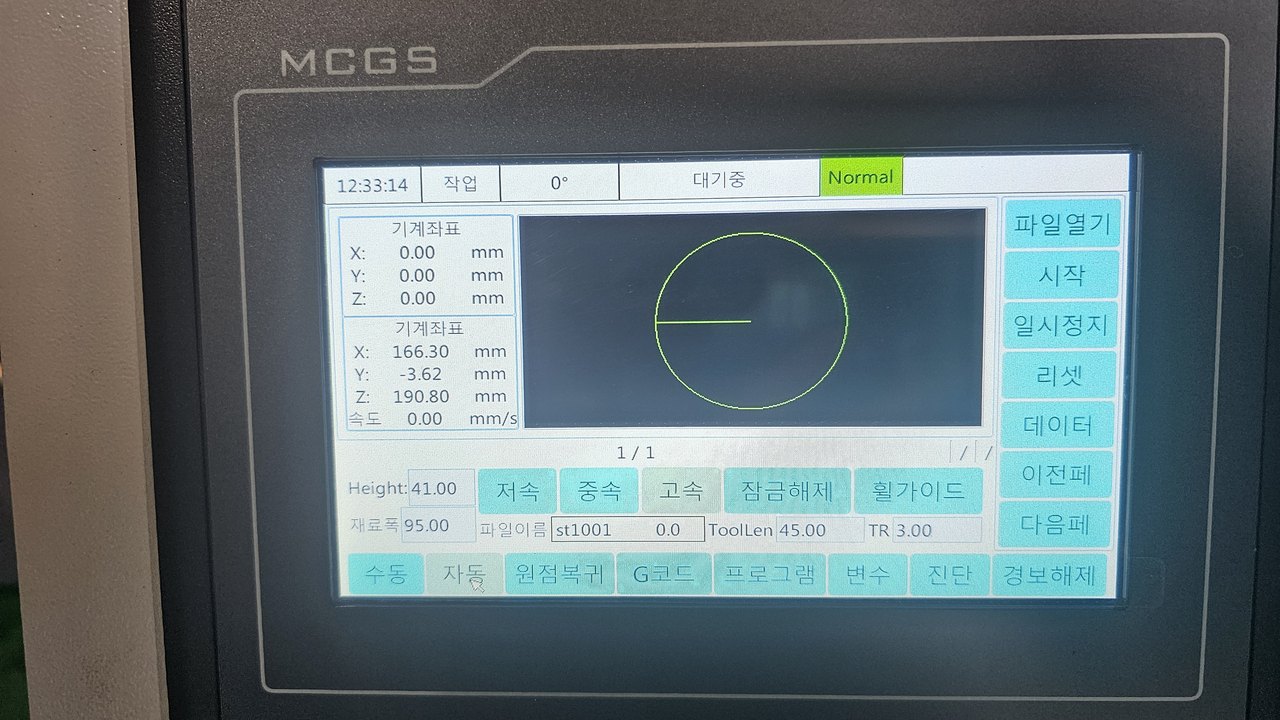 MCGS
12:33:14 작업 0° 대기중 Normal
기계좌표
X: 0.00 mm
Y: 0.00 mm
Z: 0.00 mm
기계좌표
X: 166.30 mm
Y: -3.62 mm
Z: 190.80 mm
속도 0.00 mm/s
파일열기
시작
일시정지
리셋
데이터
이전페
다음페
1 / 1 / /
Height: 41.00 저속 중속 고속 잠금해제 휠가이드
재료폭 95.00 파일이름 st1001 0.0 ToolLen 45.00 TR 3.00
수동 자동 원점복귀 G코드 프로그램 변수 진단 경보해제